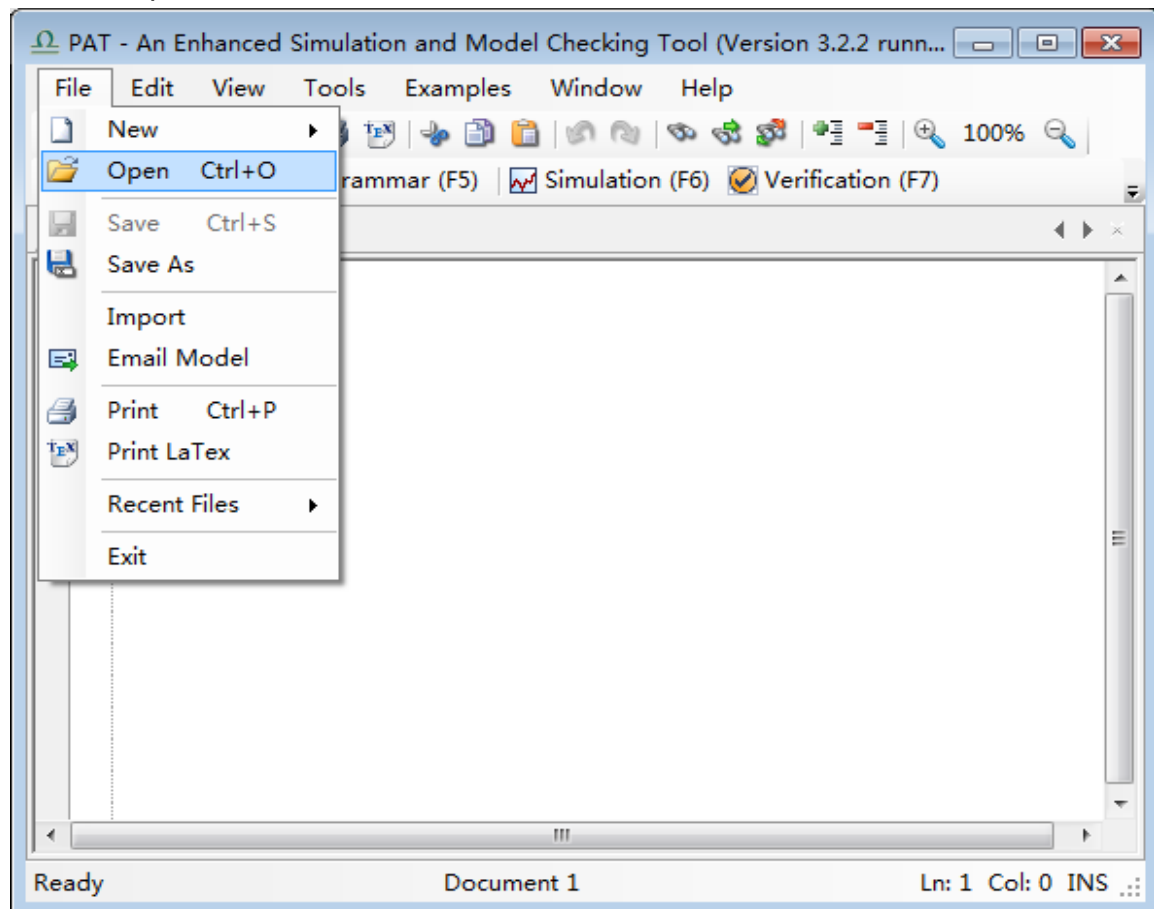 PAT - An Enhanced Simulation and Model Checking Tool (Version 3.2.2 runn...
File Edit View Tools Examples Window Help
New
TEX 100%
Open Ctrl+O
rammar (F5) Simulation (F6) Verification (F7)
Save Ctrl+S
Save As
Import
Email Model
Print Ctrl+P
TEX Print LaTex
Recent Files
Exit
Ready Document 1 Ln: 1 Col: 0 INS